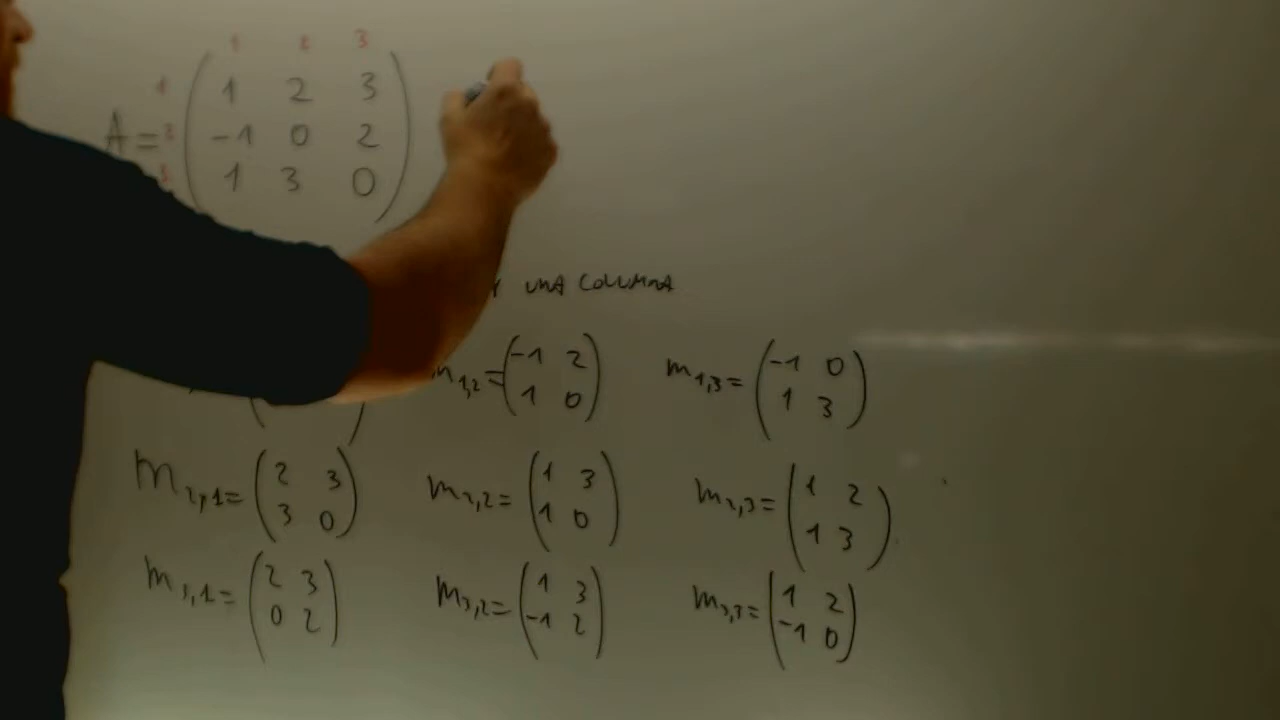 1 2 3
1 1 2 3
A = 2 -1 0 2
3 1 3 0
Y UNA COLUMNA
m1,2 = (-1 2
1 0)
m1,3 = (-1 0
1 3)
m2,1 = (2 3
3 0)
m2,2 = (1 3
1 0)
m2,3 = (1 2
1 3)
m3,1 = (2 3
0 2)
m3,2 = (1 3
-1 2)
m3,3 = (1 2
-1 0)